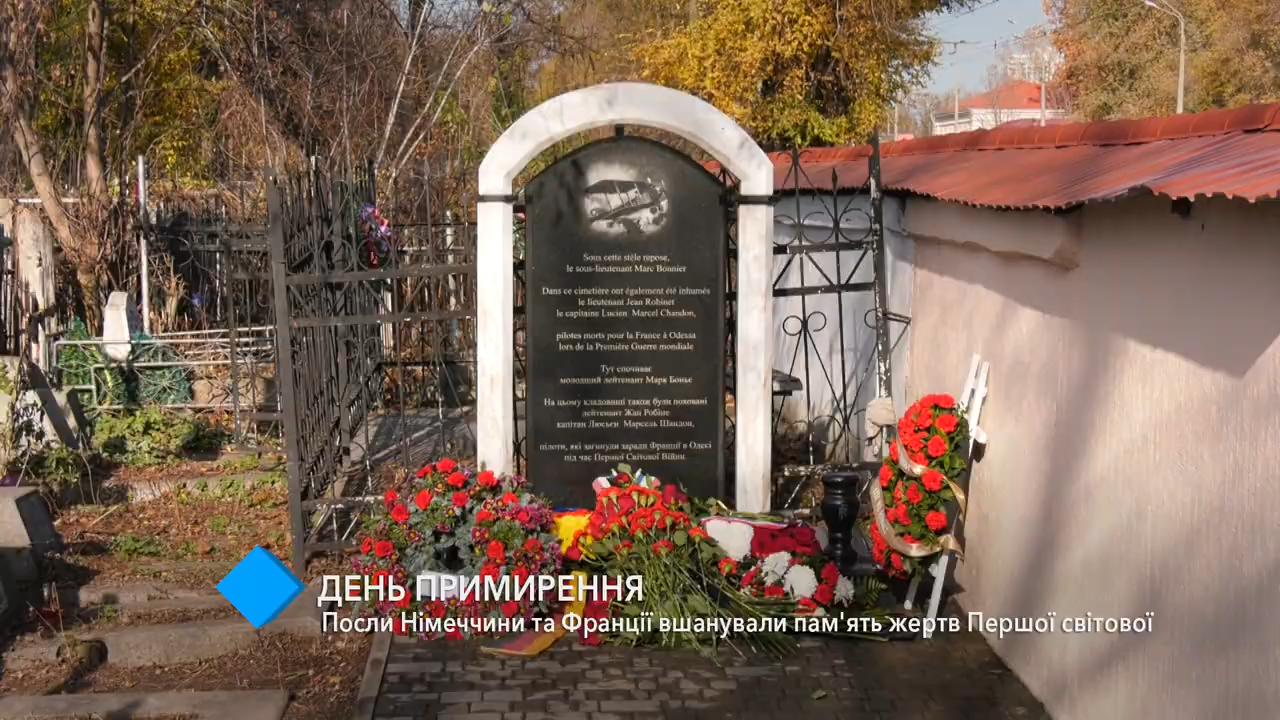 Sous cette stèle repose,
le sous-lieutenant Marc Bonnier
Dans ce cimetière ont également été inhumés
le lieutenant Jean Robinet
le capitaine Lucien Marcel Chandon,
pilotes morts pour la France à Odessa
lors de la Première Guerre mondiale
Тут спочиває
молодший лейтенант Марк Боньє
На цьому кладовищі також були поховані
лейтенант Жан Робіне
капітан Люсьєн Марсель Шандон,
пілоти, які загинули заради Франції в Одесі
під час Першої Світової Війни
ДЕНЬ ПРИМИРЕННЯ
Посли Німеччини та Франції вшанували пам'ять жертв Першої світової